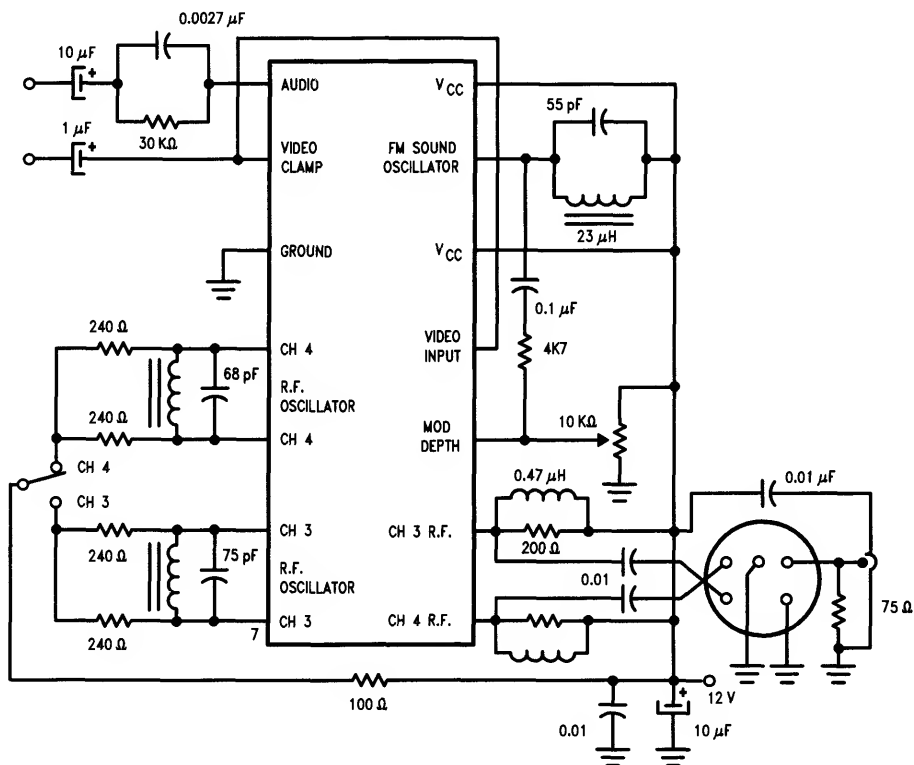 0.0027 µF
10 µF
+
30 KΩ
1 µF
+
AUDIO
VIDEO
CLAMP
GROUND
CH 4
R.F.
OSCILLATOR
CH 4
CH 3
R.F.
OSCILLATOR
CH 3
7
VCC
FM SOUND
OSCILLATOR
VCC
VIDEO
INPUT
MOD
DEPTH
CH 3 R.F.
CH 4 R.F.
55 pF
23 µH
0.1 µF
4K7
10 KΩ
240 Ω
68 pF
240 Ω
CH 4
CH 3
240 Ω
75 pF
240 Ω
0.47 µH
200 Ω
0.01
0.01 µF
75 Ω
100 Ω
0.01
+
12 V
10 µF